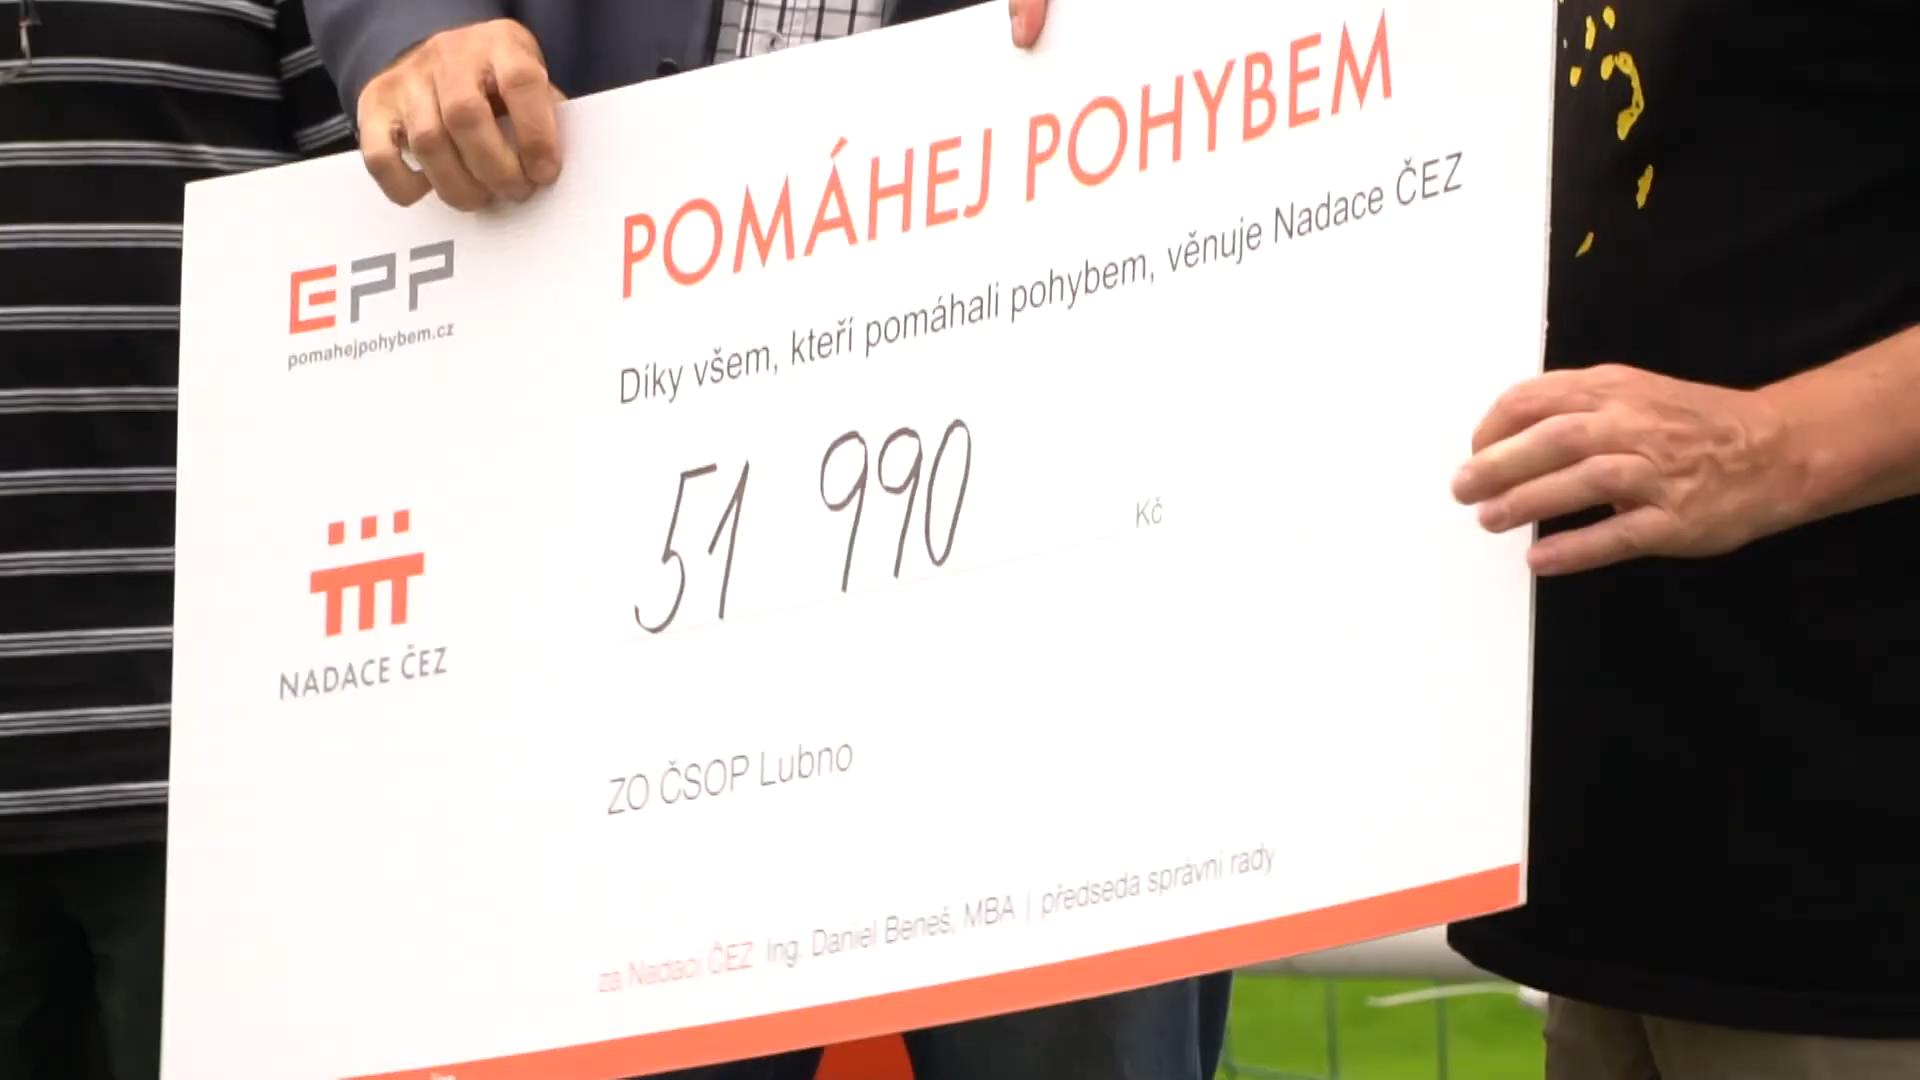 POMÁHEJ POHYBEM
Díky všem, kteří pomáhali pohybem, věnuje Nadace ČEZ
EPP
pomahejpohybem.cz
51 990 Kč
NADACE ČEZ
ZO ČSOP Lubno
za Nadaci ČEZ Ing. Daniel Beneš, MBA | předseda správní rady